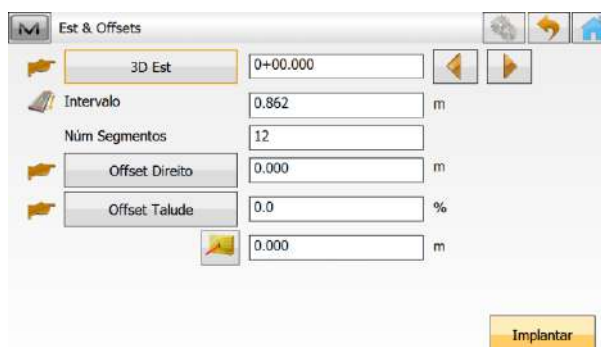 M Est & Offsets
3D Est 0+00.000
Intervalo 0.862 m
Núm Segmentos 12
Offset Direito 0.000 m
Offset Talude 0.0 %
0.000 m
Implantar